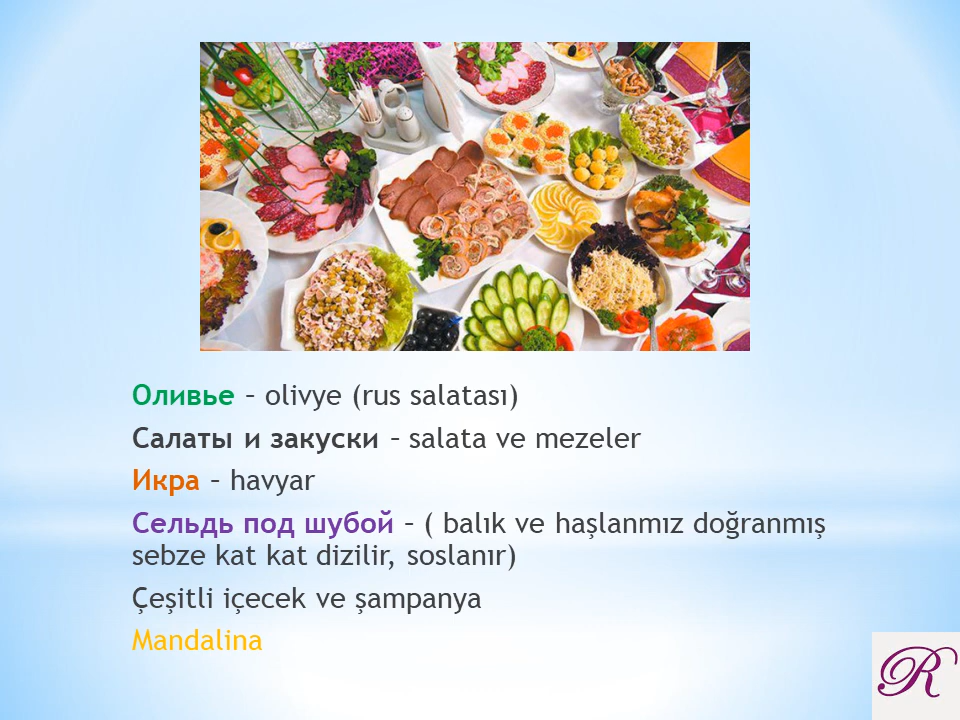 Оливье – olivye (rus salatası)
Салаты и закуски – salata ve mezeler
Икра – havyar
Сельдь под шубой – ( balık ve haşlanmız doğranmış
sebze kat kat dizilir, soslanır)
Çeşitli içecek ve şampanya
Mandalina
R